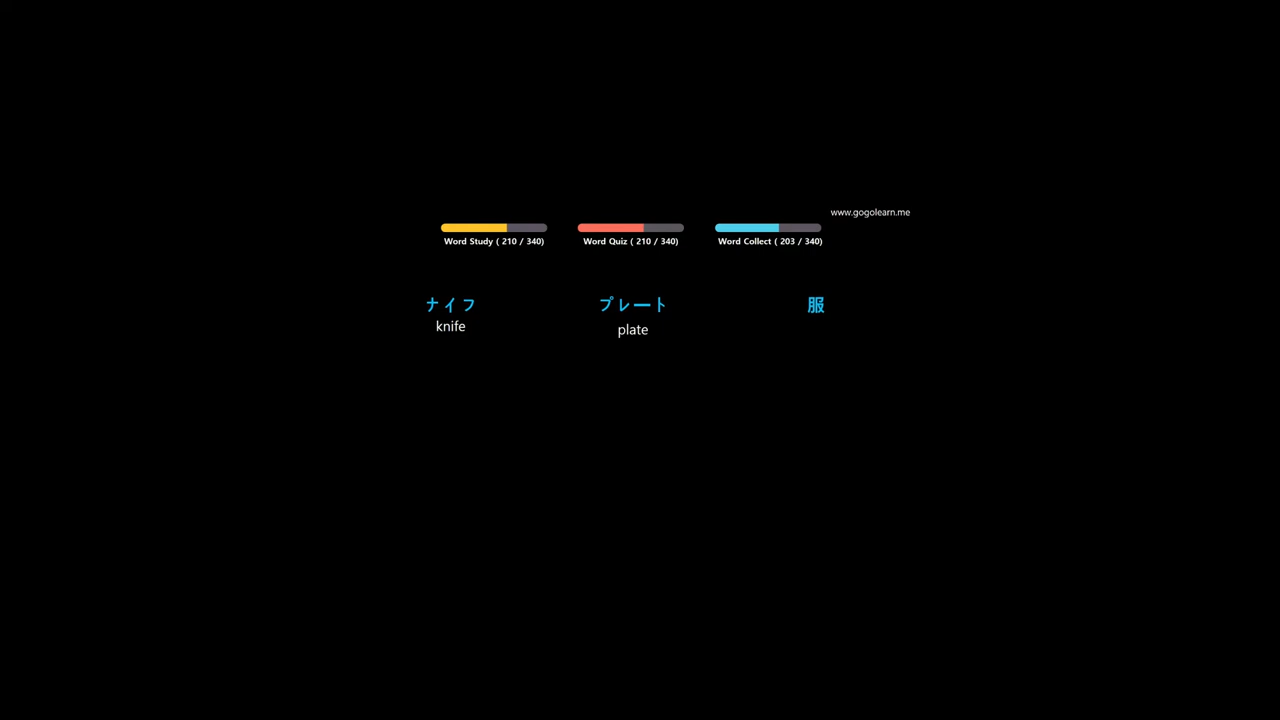 www.gogolearn.me
Word Study ( 210 / 340)
Word Quiz ( 210 / 340)
Word Collect ( 203 / 340)
ナイフ
プレート
服
knife
plate